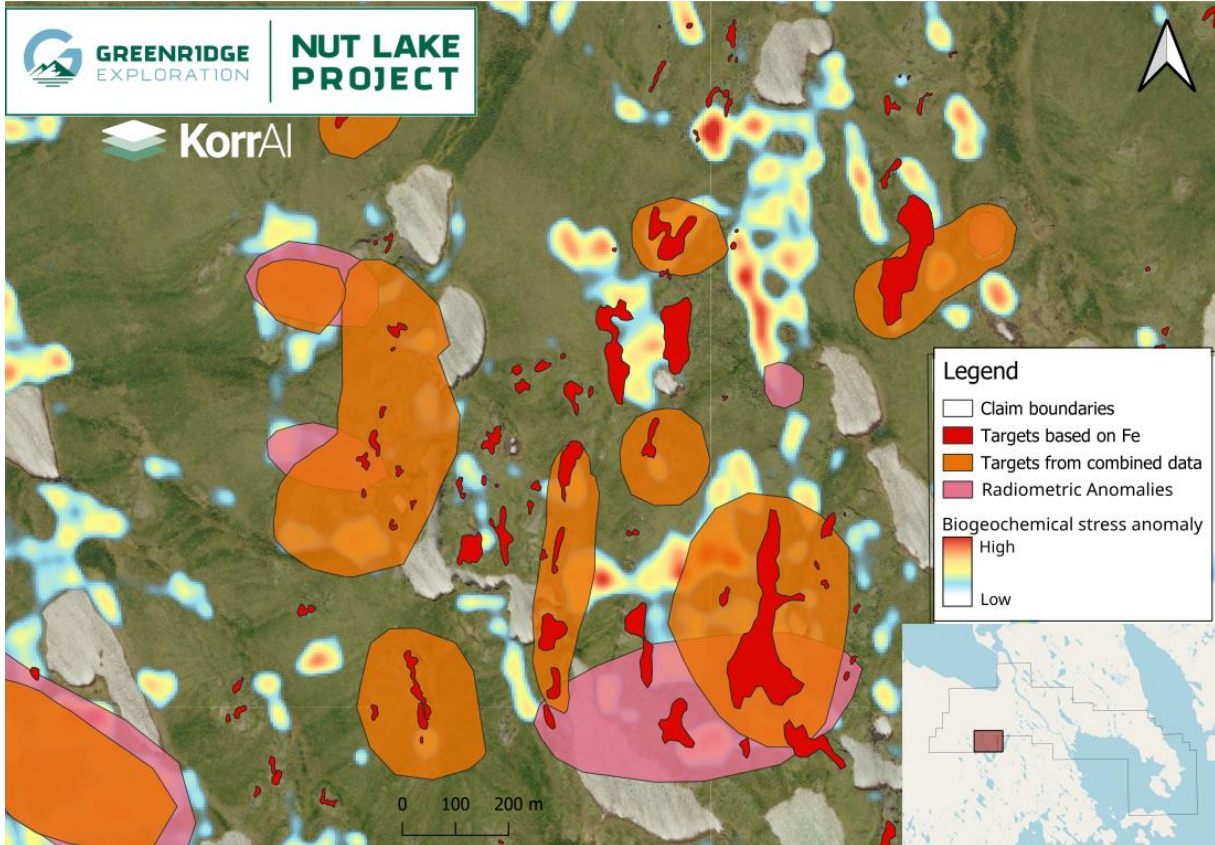 GREENRIDGE
EXPLORATION
NUT LAKE
PROJECT
KorrAI
Legend
Claim boundaries
Targets based on Fe
Targets from combined data
Radiometric Anomalies
Biogeochemical stress anomaly
High
Low
0 100 200 m